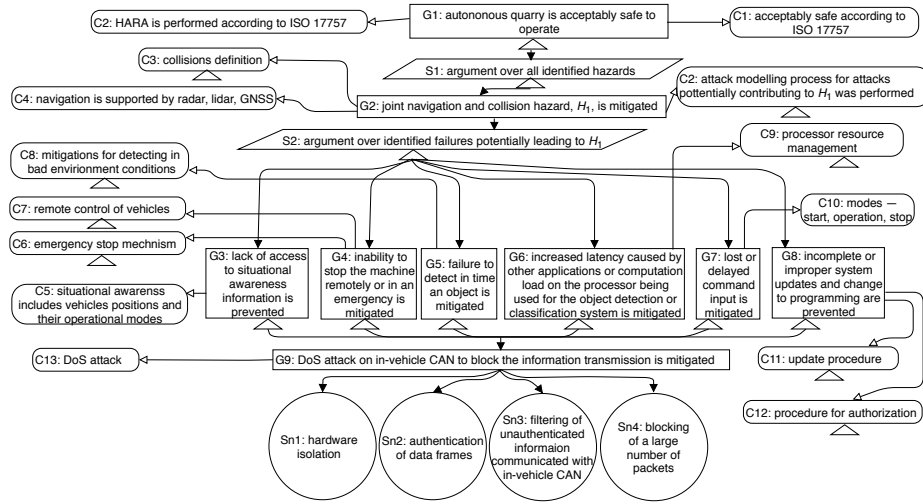 C2: HARA is performed according to ISO 17757
G1: autononous quarry is acceptably safe to
operate
C1: acceptably safe according to
ISO 17757
C3: collisions definition
S1: argument over all identified hazards
C4: navigation is supported by radar, lidar, GNSS
G2: joint navigation and collision hazard, H1, is mitigated
C2: attack modelling process for attacks
pottentially contributing to H1 was performed
S2: argument over identified failures potentially leading to H1
C9: processor resource
management
C8: mitigations for detecting in
bad envirionment conditions
C7: remote control of vehicles
C10: modes —
start, operation, stop
C6: emergency stop mechnism
C5: situational awarenss
includes vehicles positions and
their operational modes
G3: lack of access
to situational
awareness
information is
prevented
G4: inability to
stop the machine
remotely or in an
emergency is
mitigated
G5: failure to
detect in time
an object is
mitigated
G6: increased latency caused by
other applications or computation
load on the processor being
used for the object detection or
classification system is mitigated
G7: lost or
delayed
command
input is
mitigated
G8: incomplete or
improper system
updates and change
to programming are
prevented
C13: DoS attack
G9: DoS attack on in-vehicle CAN to block the information transmission is mitigated
C11: update procedure
C12: procedure for authorization
Sn1: hardware
isolation
Sn2: authentication
of data frames
Sn3: filtering of
unauthenticated
informaion
communicated with
in-vehicle CAN
Sn4: blocking
of a large
number of
packets